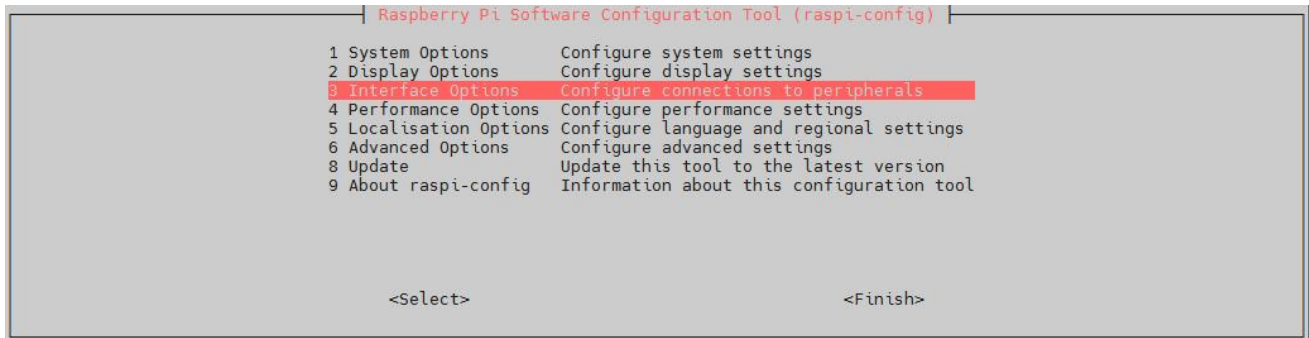 Raspberry Pi Software Configuration Tool (raspi-config)
1 System Options Configure system settings
2 Display Options Configure display settings
3 Interface Options Configure connections to peripherals
4 Performance Options Configure performance settings
5 Localisation Options Configure language and regional settings
6 Advanced Options Configure advanced settings
8 Update Update this tool to the latest version
9 About raspi-config Information about this configuration tool
<Select> <Finish>